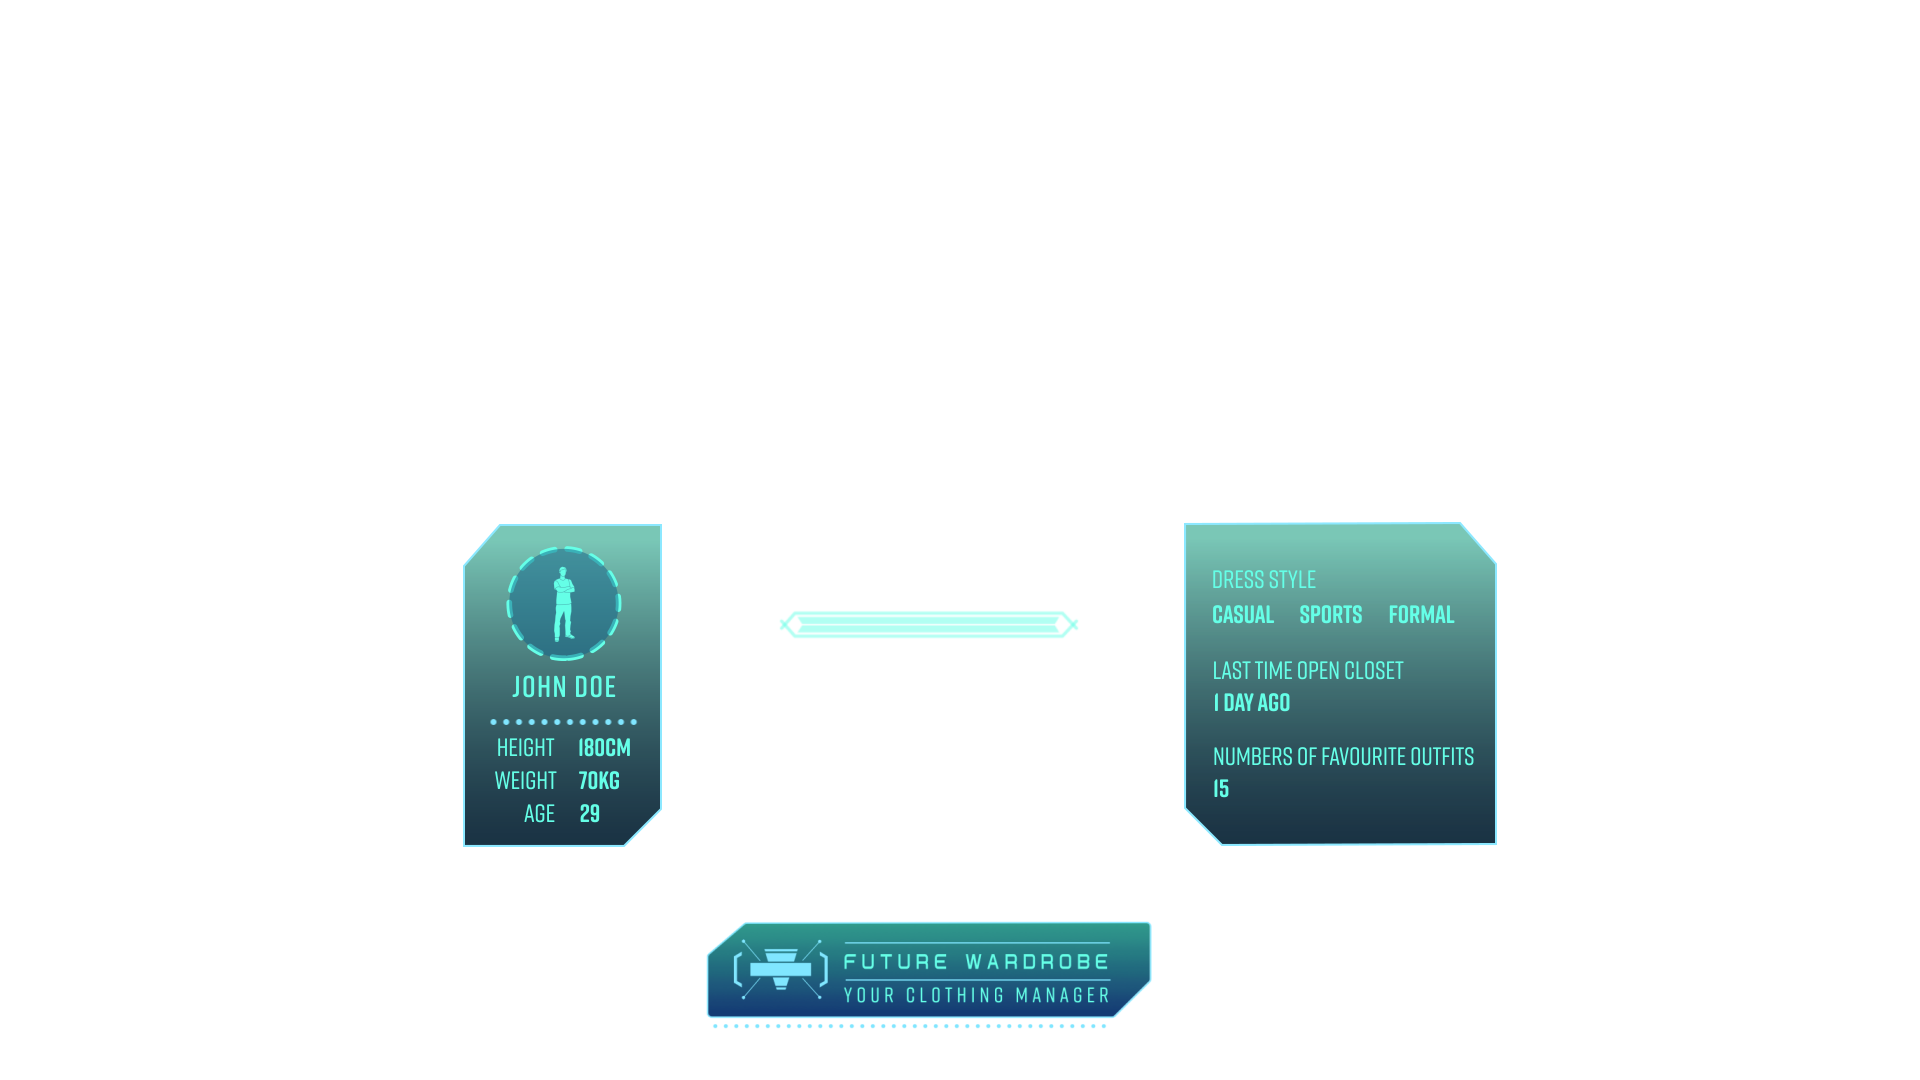 JOHN DOE
HEIGHT 180CM
WEIGHT 70KG
AGE 29
DRESS STYLE
CASUAL SPORTS FORMAL
LAST TIME OPEN CLOSET
1 DAY AGO
NUMBERS OF FAVOURITE OUTFITS
15
FUTURE WARDROBE
YOUR CLOTHING MANAGER